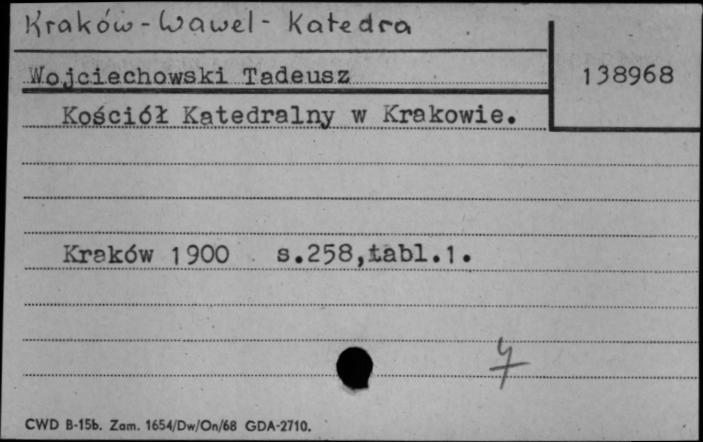 Kraków - Wawel - Katedra
Wojciechowski Tadeusz
138968
Kościół Katedralny w Krakowie.
Kraków 1900 s.258,tabl.1.
4
CWD B-15b. Zam. 1654/Dw/On/68 GDA-2710.